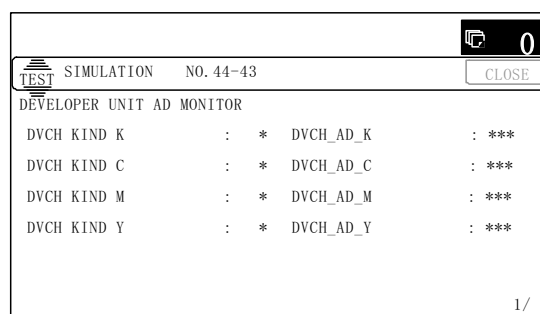 0
TEST SIMULATION NO. 44-43 CLOSE
DEVELOPER UNIT AD MONITOR
DVCH KIND K : * DVCH_AD_K : ***
DVCH KIND C : * DVCH_AD_C : ***
DVCH KIND M : * DVCH_AD_M : ***
DVCH KIND Y : * DVCH_AD_Y : ***
1/